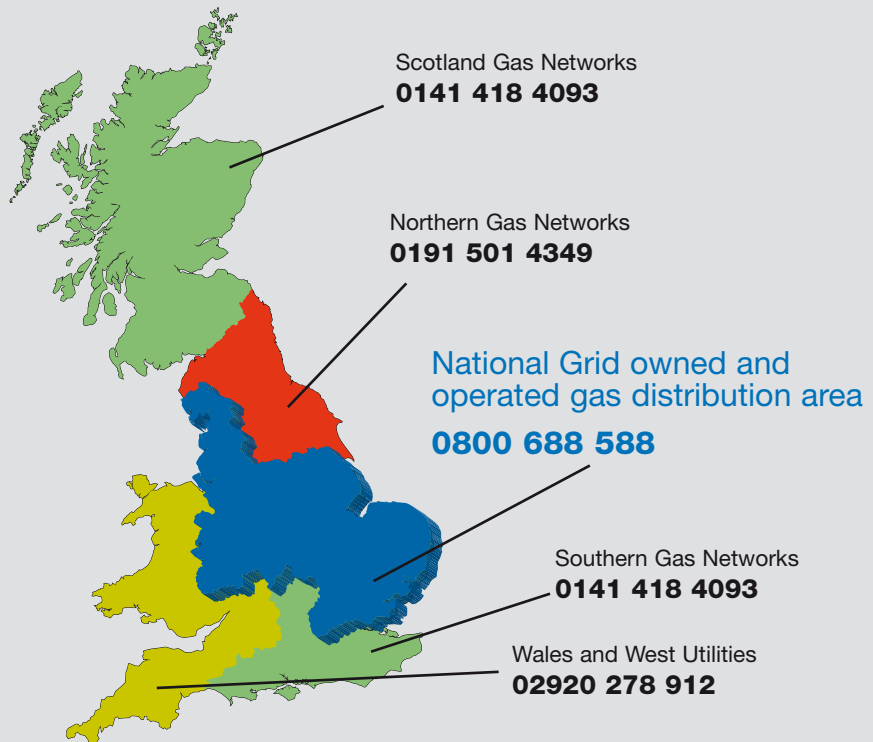 Scotland Gas Networks
0141 418 4093
Northern Gas Networks
0191 501 4349
National Grid owned and
operated gas distribution area
0800 688 588
Southern Gas Networks
0141 418 4093
Wales and West Utilities
02920 278 912